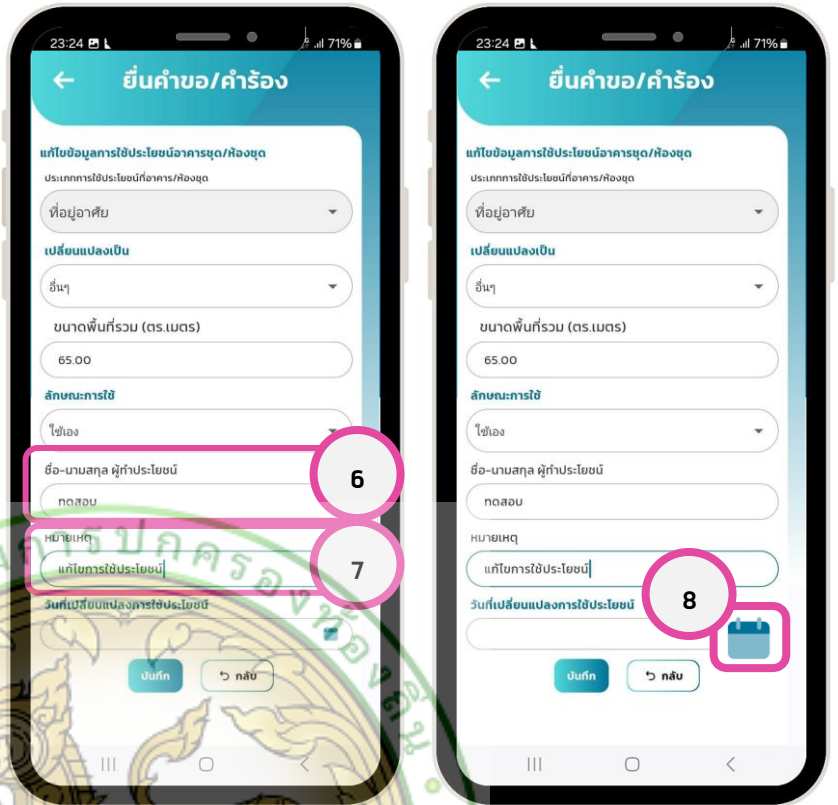 23:24
71%
ยื่นคำขอ/คำร้อง
แก้ไขข้อมูลการใช้ประโยชน์อาคารชุด/ห้องชุด
ประเภทการใช้ประโยชน์ที่อาคาร/ห้องชุด
ที่อยู่อาศัย
เปลี่ยนแปลงเป็น
อื่นๆ
ขนาดพื้นที่รวม (ตร.เมตร)
65.00
ลักษณะการใช้
ใช้เอง
ชื่อ-นามสกุล ผู้ทำประโยชน์
6
ทดสอบ
หมายเหตุ
แก้ไขการใช้ประโยชน์
7
วันที่เปลี่ยนแปลงการใช้ประโยชน์
บันทึก
กลับ
23:24
71%
ยื่นคำขอ/คำร้อง
แก้ไขข้อมูลการใช้ประโยชน์อาคารชุด/ห้องชุด
ประเภทการใช้ประโยชน์ที่อาคาร/ห้องชุด
ที่อยู่อาศัย
เปลี่ยนแปลงเป็น
อื่นๆ
ขนาดพื้นที่รวม (ตร.เมตร)
65.00
ลักษณะการใช้
ใช้เอง
ชื่อ-นามสกุล ผู้ทำประโยชน์
ทดสอบ
หมายเหตุ
แก้ไขการใช้ประโยชน์
วันที่เปลี่ยนแปลงการใช้ประโยชน์
8
บันทึก
กลับ
การปกครองท้องถิ่น